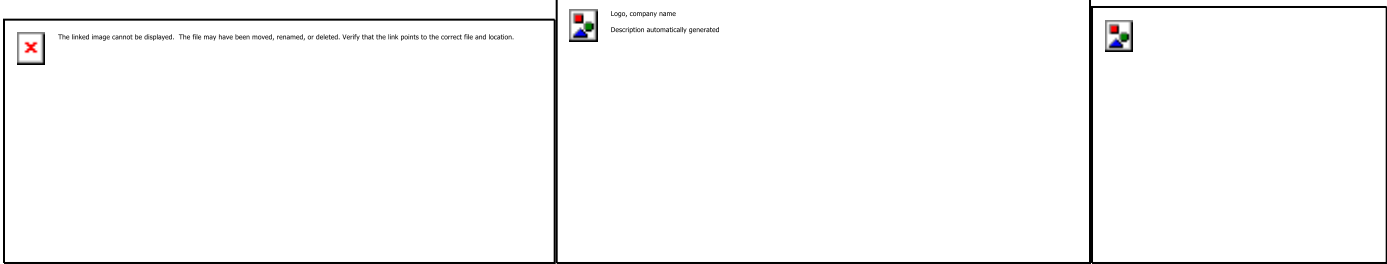 The linked image cannot be displayed.  The file may have been moved, renamed, or deleted. Verify that the link points to the correct file and location.
Logo, company name
Description automatically generated